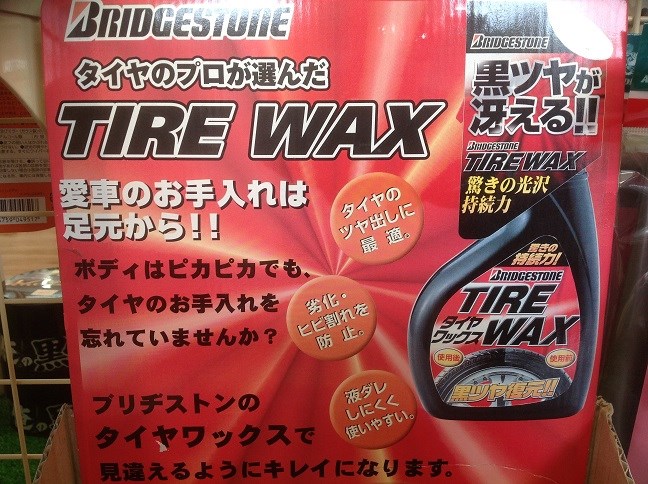 BRIDGESTONE
タイヤのプロが選んだ
TIRE WAX
愛車のお手入れは
足元から!!
ボディはピカピカでも、
タイヤのお手入れを
忘れていませんか?
ブリヂストンの
タイヤワックスで
見違えるようにキレイになります。
タイヤの
ツヤ出しに
最適。
劣化・
ヒビ割れを
防止。
液ダレ
しにくく
使いやすい。
BRIDGESTONE
黒ツヤが
冴える!!
BRIDGESTONE
TIRE WAX
驚きの光沢
持続力
驚きの
持続力!
BRIDGESTONE
TIRE
タイヤ
ワックス
WAX
使用後
使用前
黒ツヤ復元!!